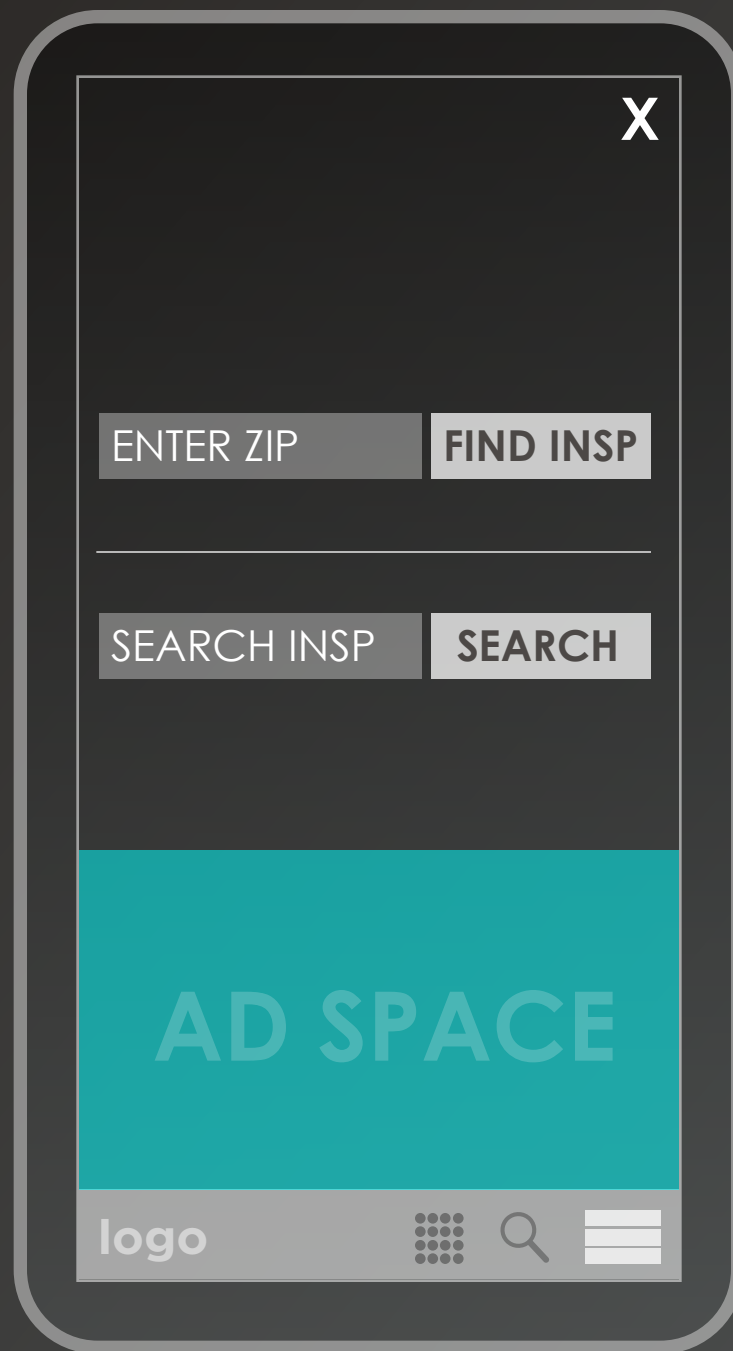 X
ENTER ZIP FIND INSP
SEARCH INSP SEARCH
AD SPACE
logo